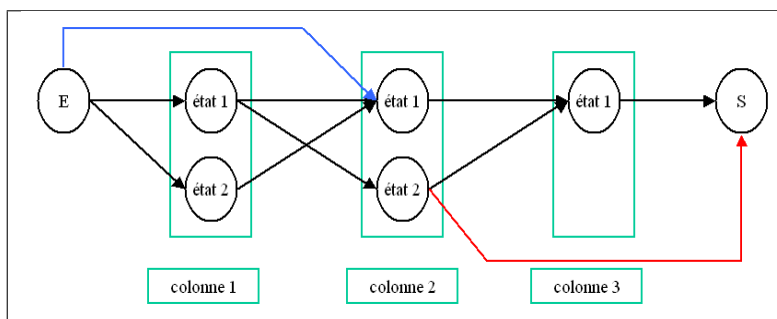 E
état 1
état 1
état 1
S
état 2
état 2
colonne 1
colonne 2
colonne 3